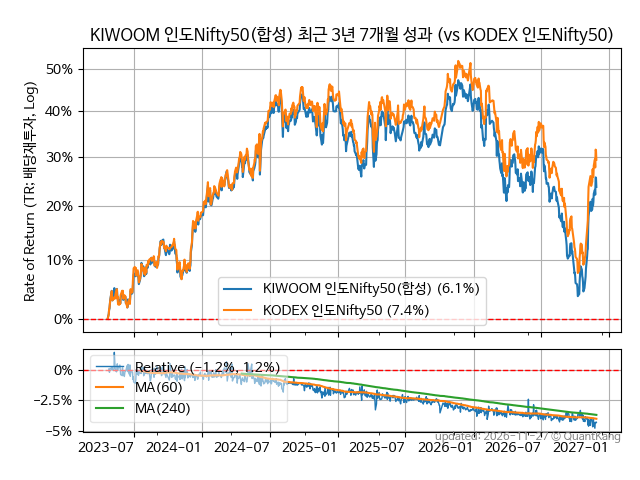 KIWOOM 인도Nifty50(합성) 최근 3년 7개월 성과 (vs KODEX 인도Nifty50)
Rate of Return (TR; 배당재투자, Log)
50%
40%
30%
20%
10%
0%
KIWOOM 인도Nifty50(합성) (6.1%)
KODEX 인도Nifty50 (7.4%)
0%
−2.5%
−5%
Relative (−1.2%, 1.2%)
MA(60)
MA(240)
updated: 2026-11-27 © QuantKang
2023−07
2024−01
2024−07
2025−01
2025−07
2026−01
2026−07
2027−01